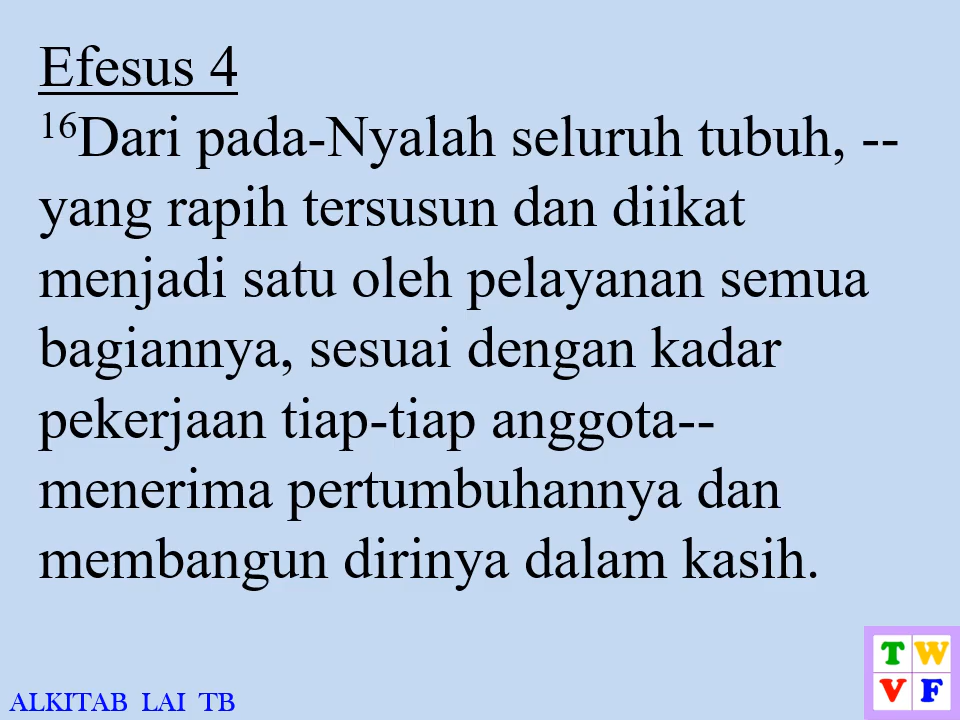 Efesus 4
16Dari pada-Nyalah seluruh tubuh, --
yang rapih tersusun dan diikat
menjadi satu oleh pelayanan semua
bagiannya, sesuai dengan kadar
pekerjaan tiap-tiap anggota--
menerima pertumbuhannya dan
membangun dirinya dalam kasih.
ALKITAB LAI TB
T W
V F